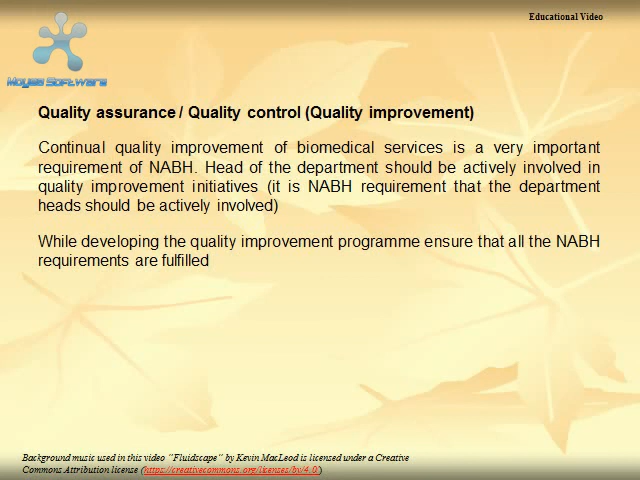 Educational Video
Moyea Software
Quality assurance / Quality control (Quality improvement)
Continual quality improvement of biomedical services is a very important
requirement of NABH. Head of the department should be actively involved in
quality improvement initiatives (it is NABH requirement that the department
heads should be actively involved)
While developing the quality improvement programme ensure that all the NABH
requirements are fulfilled
Background music used in this video "Fluidscape" by Kevin MacLeod is licensed under a Creative
Commons Attribution license (https://creativecommons.org/licenses/by/4.0/)